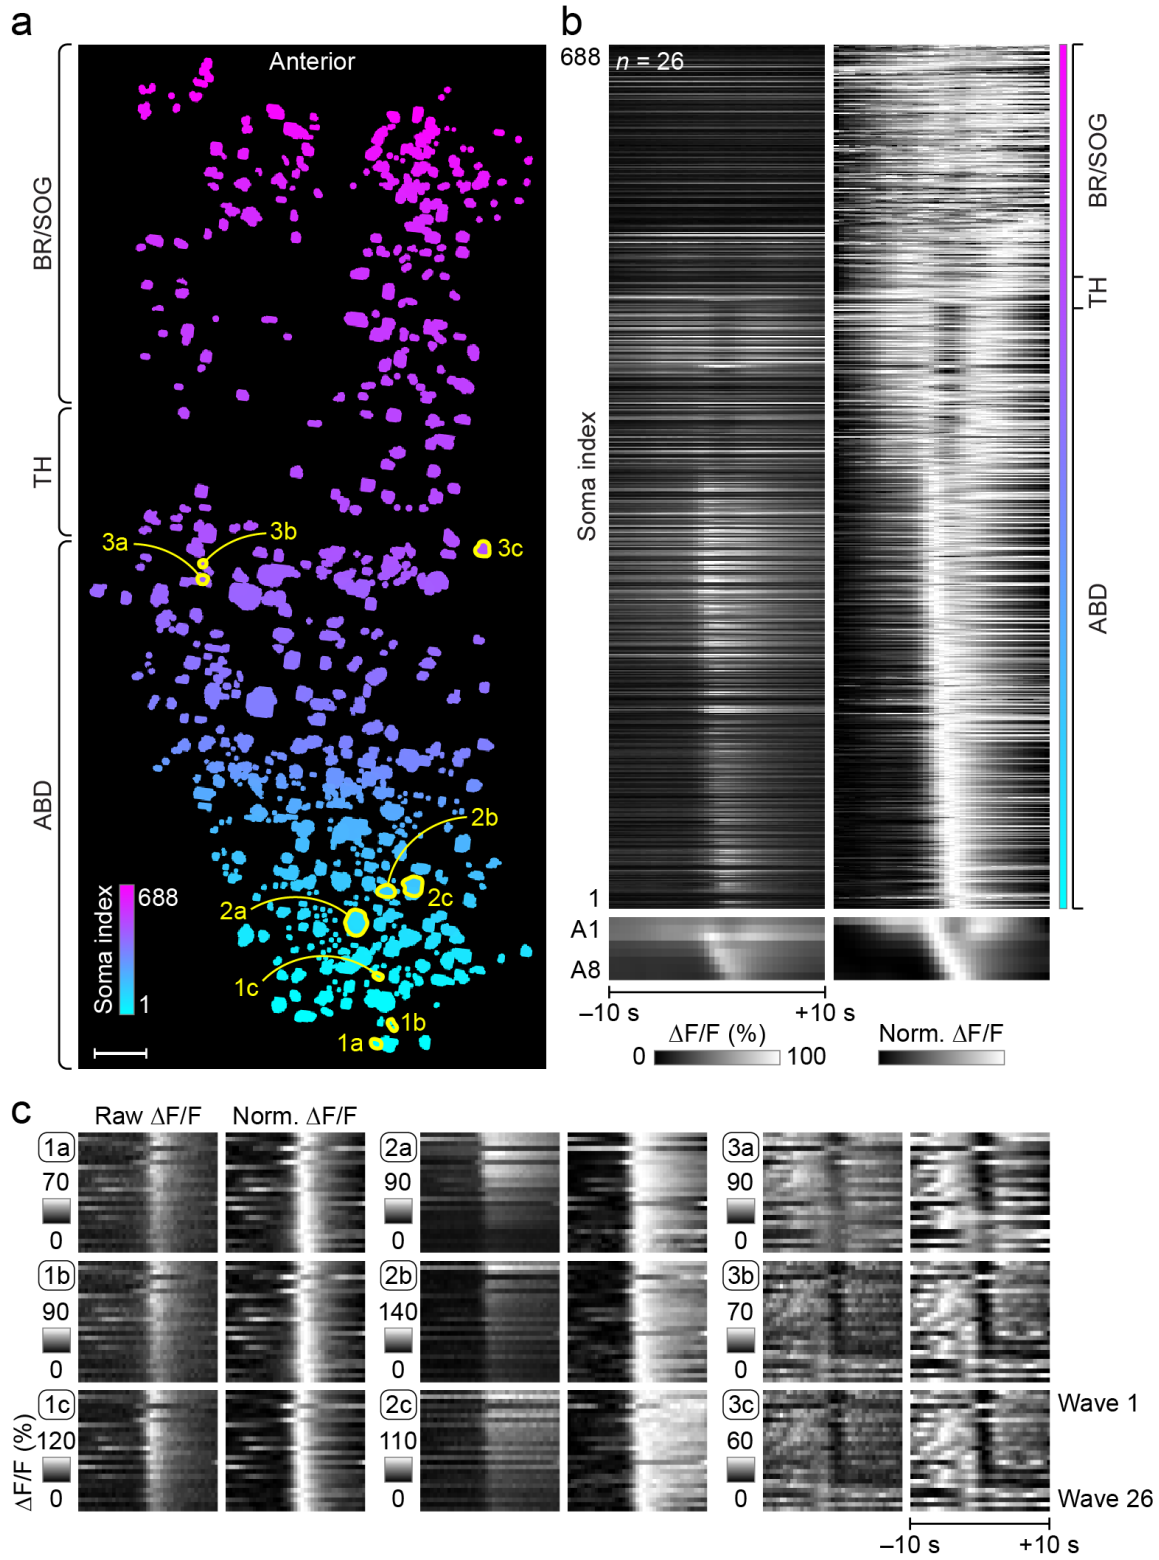 a
Anterior
BR/SOG
TH
ABD
3a
3b
3c
2b
2a
2c
1c
1b
1a
Soma index
688
1
b
688
n = 26
Soma index
1
A1
A8
BR/SOG
TH
ABD
–10 s
+10 s
ΔF/F (%)
0
100
Norm. ΔF/F
c
Raw ΔF/F
Norm. ΔF/F
1a
70
0
2a
90
0
3a
90
0
1b
90
0
2b
140
0
3b
70
0
1c
120
0
ΔF/F (%)
2c
110
0
3c
60
0
Wave 1
Wave 26
–10 s
+10 s